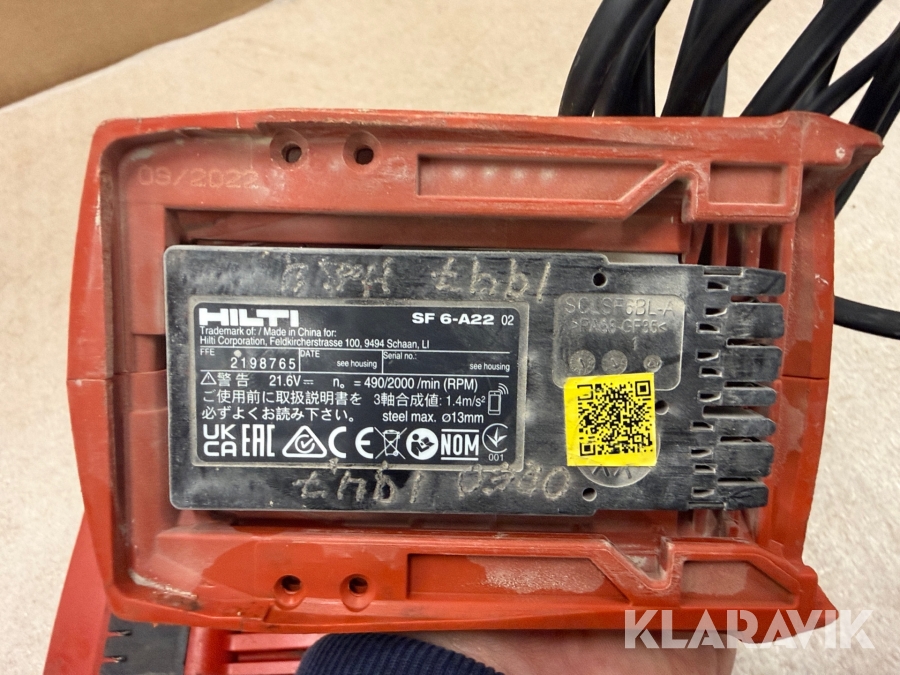 09/2022
HILTI SF 6-A22 02
Trademark of: / Made in China for:
Hilti Corporation, Feldkircherstrasse 100, 9494 Schaan, LI
FFE 2198765 DATE see housing Serial no.: see housing
⚠警告 21.6V⎓ n₀ = 490/2000 /min (RPM)
ご使用前に取扱説明書を 3軸合成値: 1.4m/s²
必ずよくお読み下さい。 steel max. ø13mm
UK CA EAC CE NOM 001
KLARAVIK